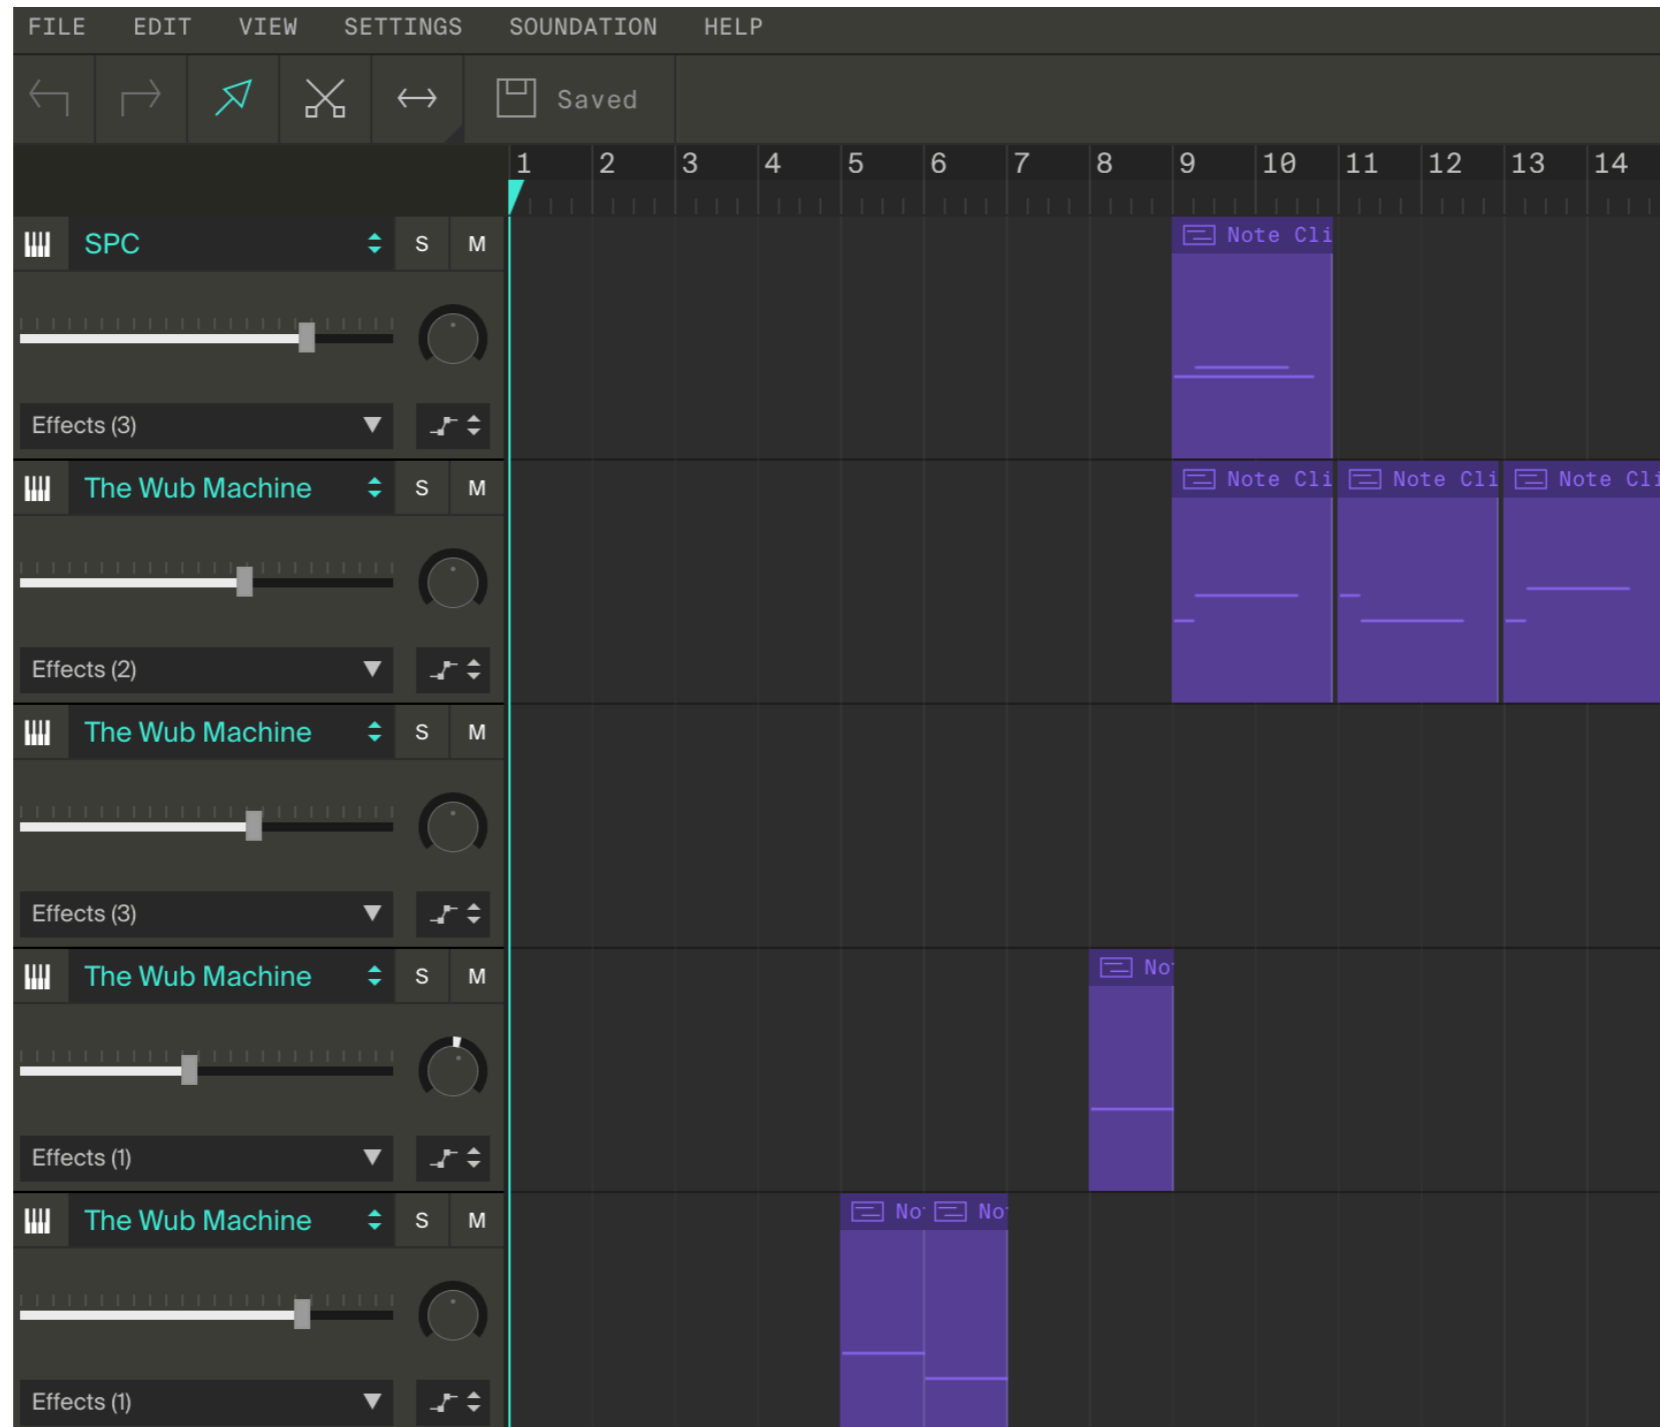 FILE EDIT VIEW SETTINGS SOUNDATION HELP
Saved
1 2 3 4 5 6 7 8 9 10 11 12 13 14
SPC S M
Note Cli
Effects (3)
The Wub Machine S M
Note Cli Note Cli Note Cli
Effects (2)
The Wub Machine S M
Effects (3)
The Wub Machine S M
No
Effects (1)
The Wub Machine S M
No No
Effects (1)